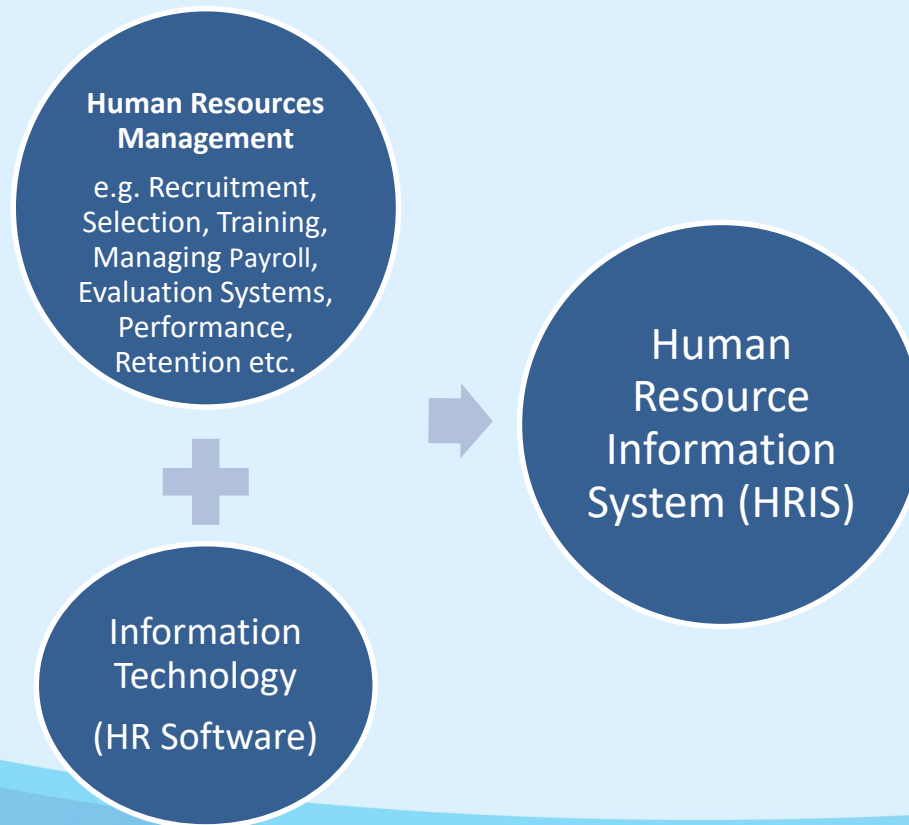 Human Resources
Management
e.g. Recruitment,
Selection, Training,
Managing Payroll,
Evaluation Systems,
Performance,
Retention etc.
Information
Technology
(HR Software)
Human
Resource
Information
System (HRIS)